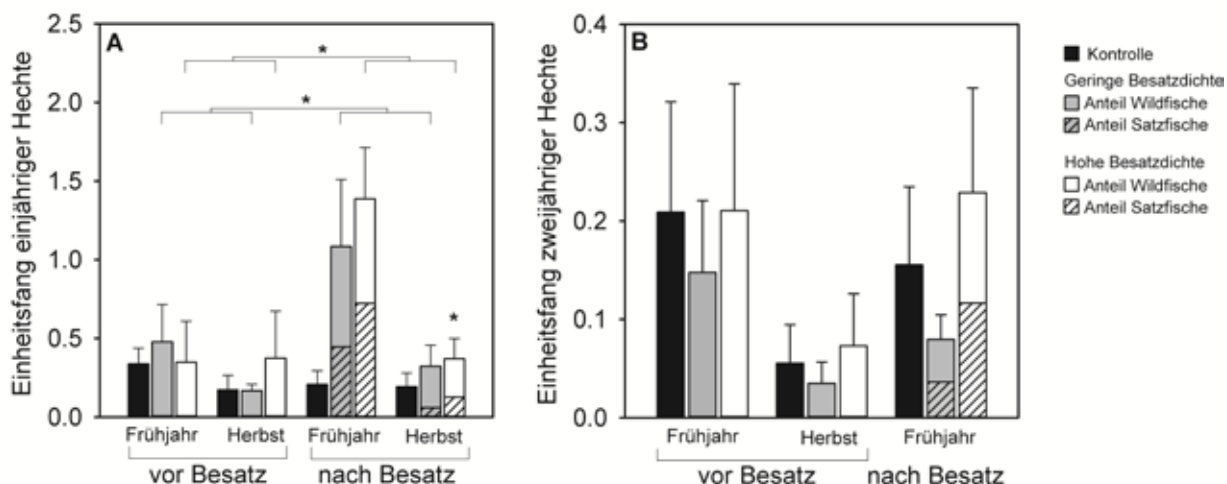 A
Einheitsfang einjähriger Hechte
2.5
2.0
1.5
1.0
0.5
0.0
*
*
*
Frühjahr Herbst Frühjahr Herbst
vor Besatz nach Besatz
B
Einheitsfang zweijähriger Hechte
0.4
0.3
0.2
0.1
0.0
Frühjahr Herbst Frühjahr
vor Besatz nach Besatz
Kontrolle
Geringe Besatzdichte
Anteil Wildfische
Anteil Satzfische
Hohe Besatzdichte
Anteil Wildfische
Anteil Satzfische